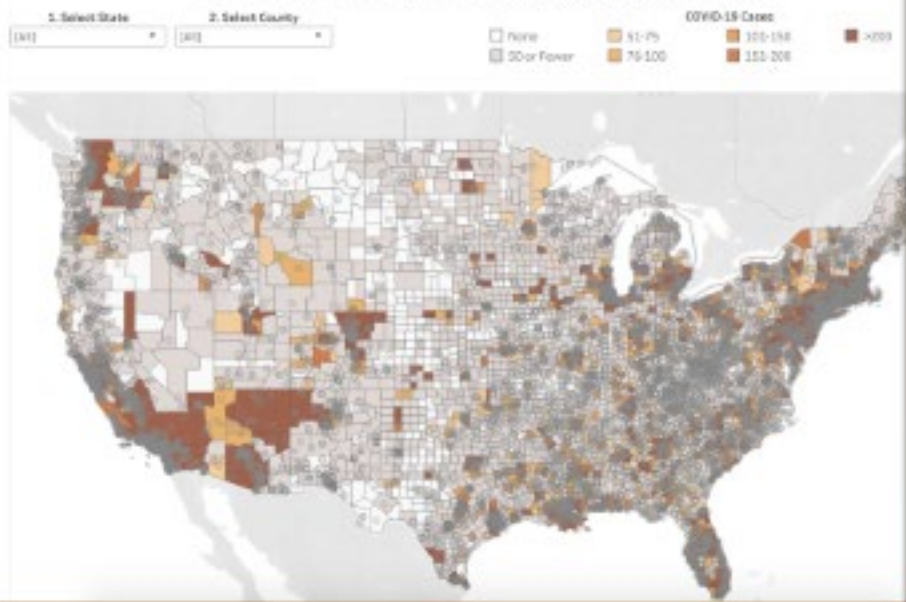 1. Select State
2. Select County
COVID-19 Cases
(All)
(All)
None
51-75
101-150
>200
50 or Fewer
76-100
151-200